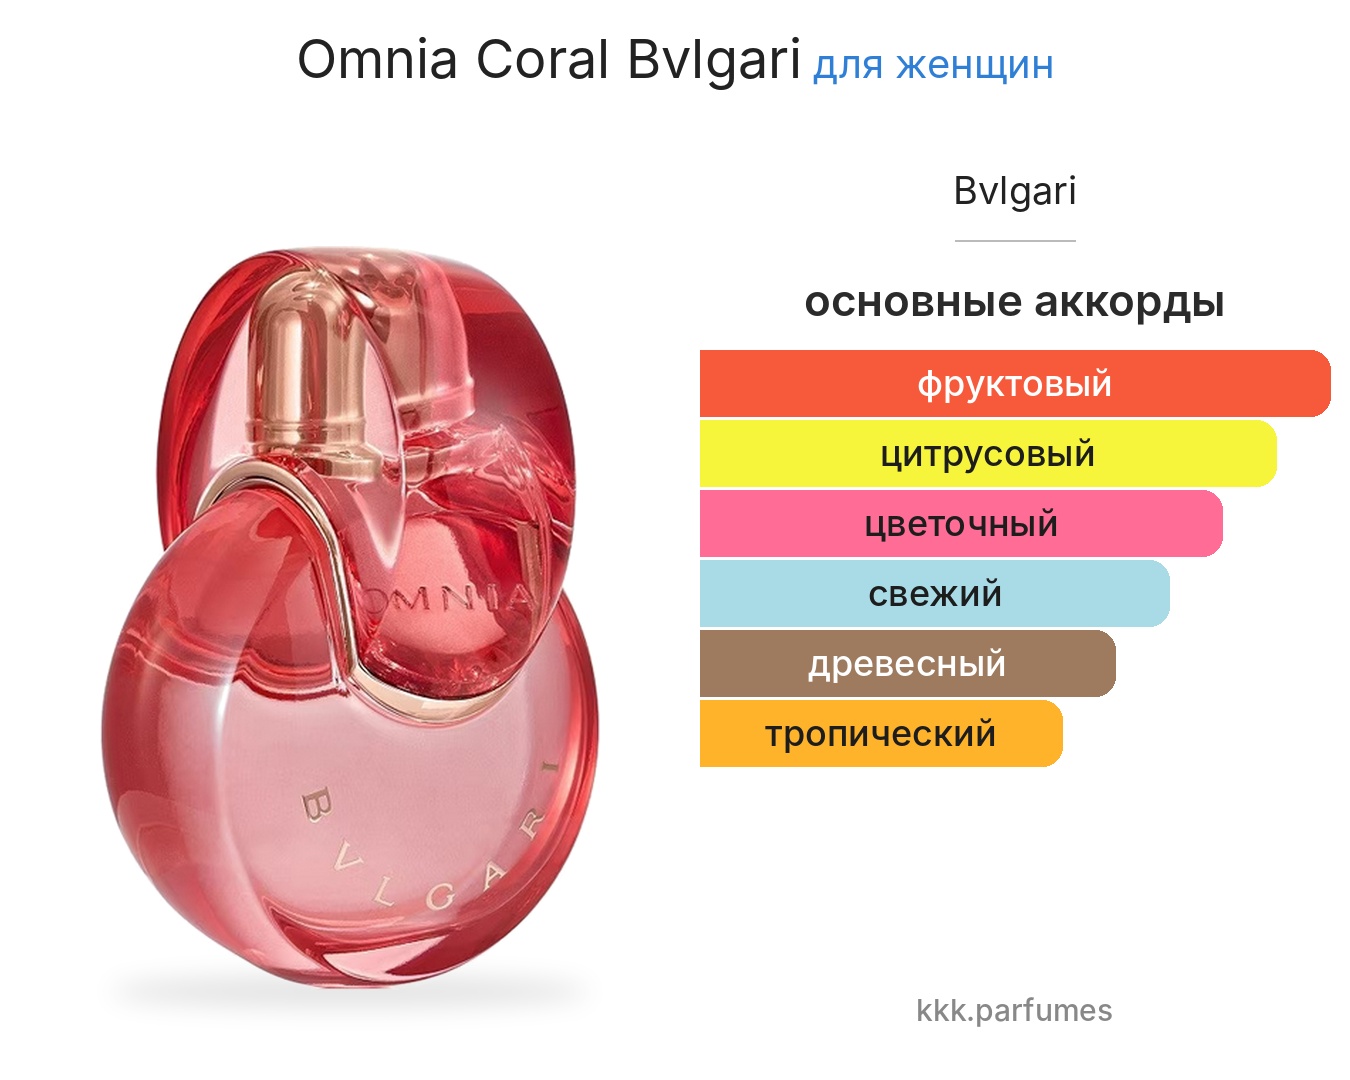 Omnia Coral Bvlgari для женщин
Bvlgari
основные аккорды
фруктовый
цитрусовый
цветочный
свежий
древесный
тропический
OMNIA
BVLGARI
kkk.parfumes